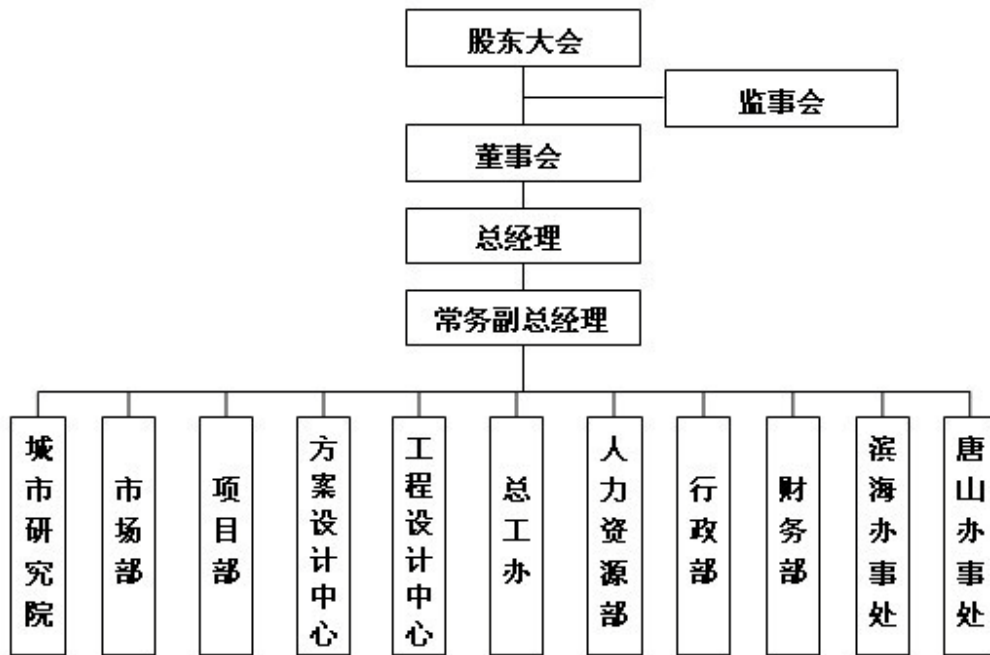 股东大会
监事会
董事会
总经理
常务副总经理
城市研究院
市场部
项目部
方案设计中心
工程设计中心
总工办
人力资源部
行政部
财务部
滨海办事处
唐山办事处